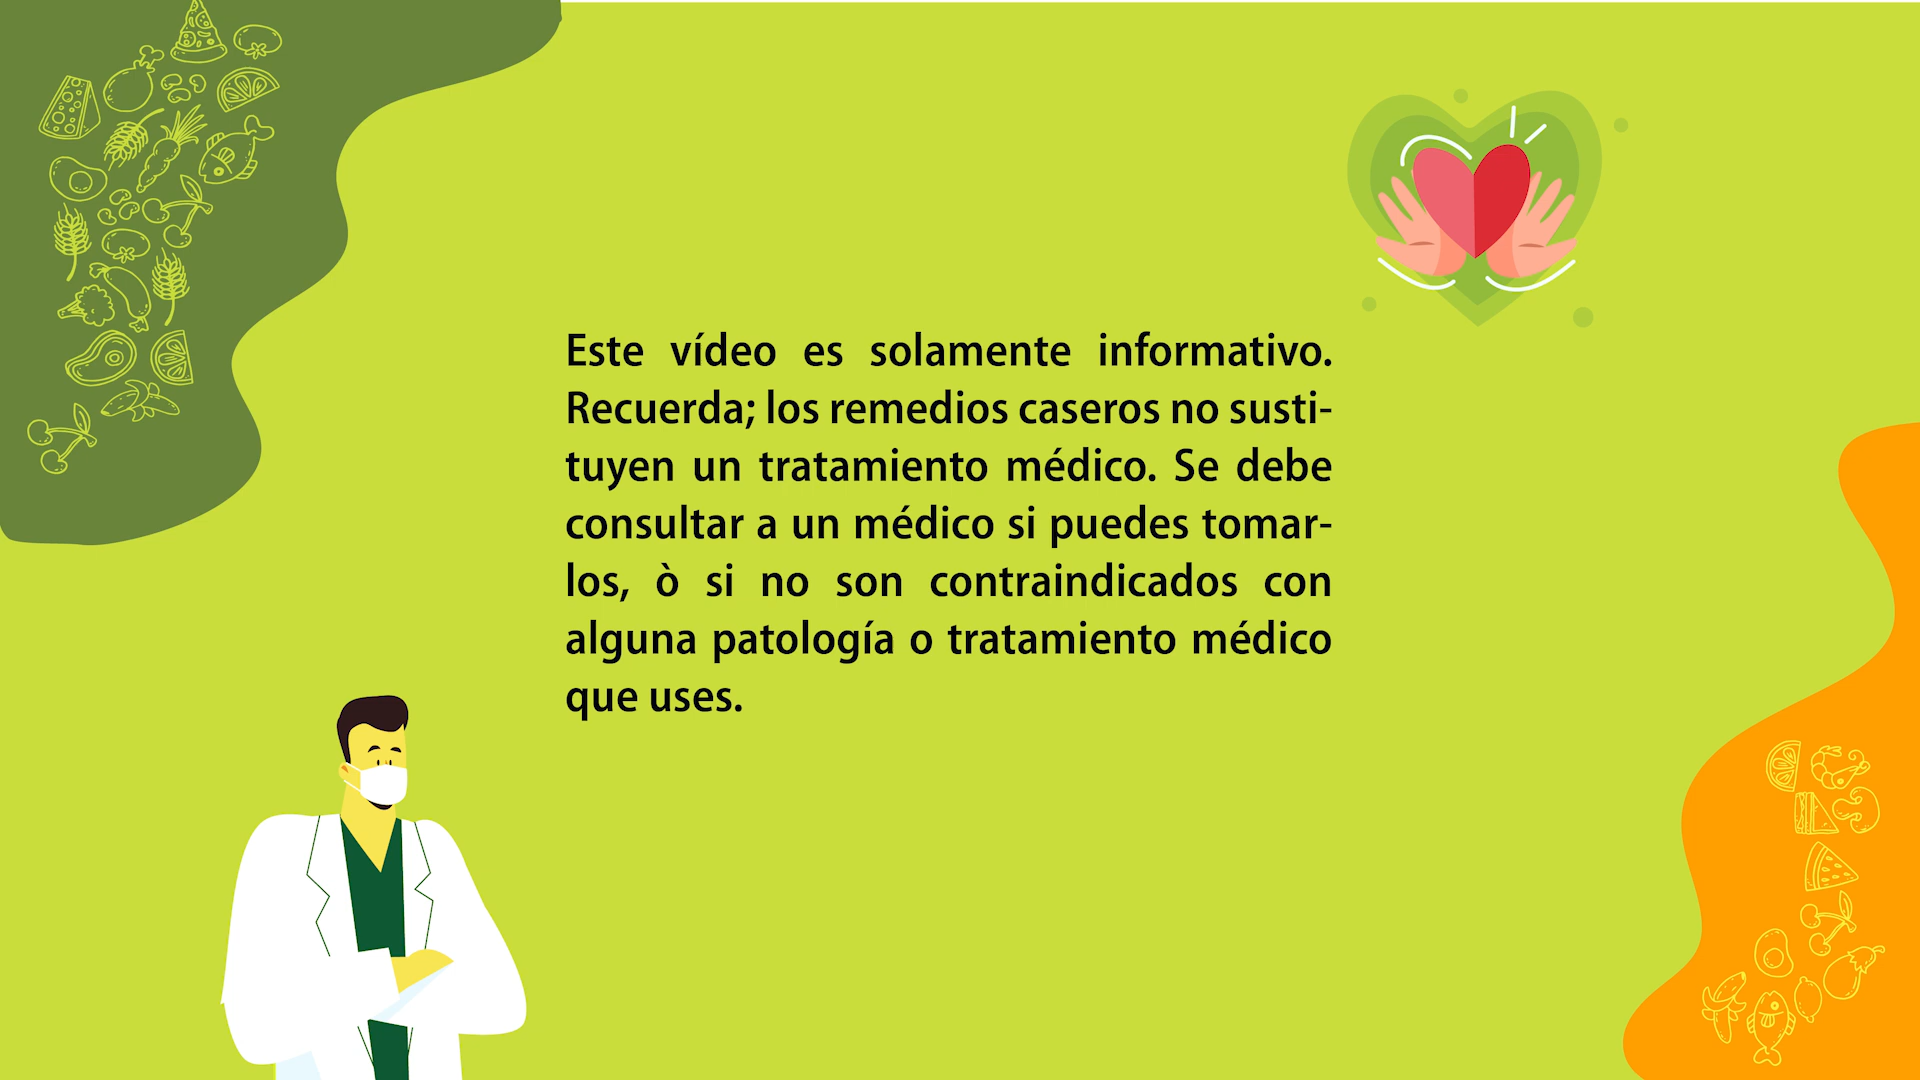 Este vídeo es solamente informativo.
Recuerda; los remedios caseros no susti-
tuyen un tratamiento médico. Se debe
consultar a un médico si puedes tomar-
los, ò si no son contraindicados con
alguna patología o tratamiento médico
que uses.